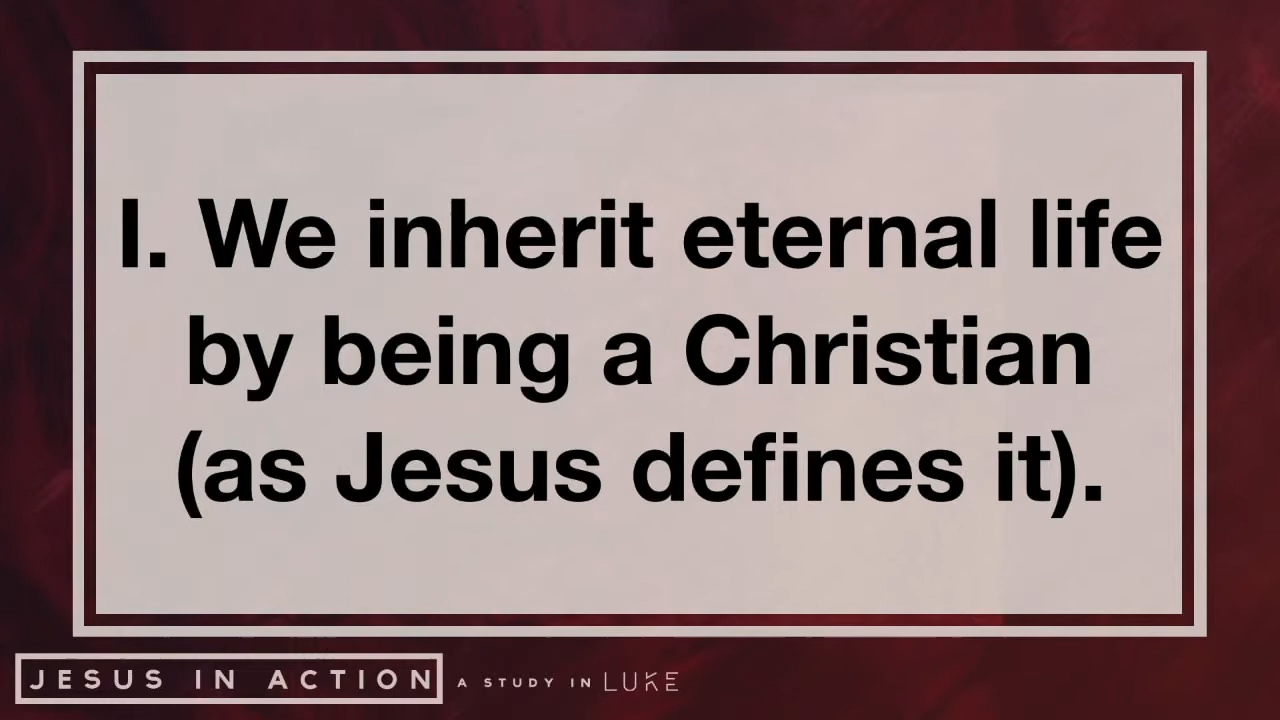 I. We inherit eternal life
by being a Christian
(as Jesus defines it).
JESUS IN ACTION A STUDY IN LUKE